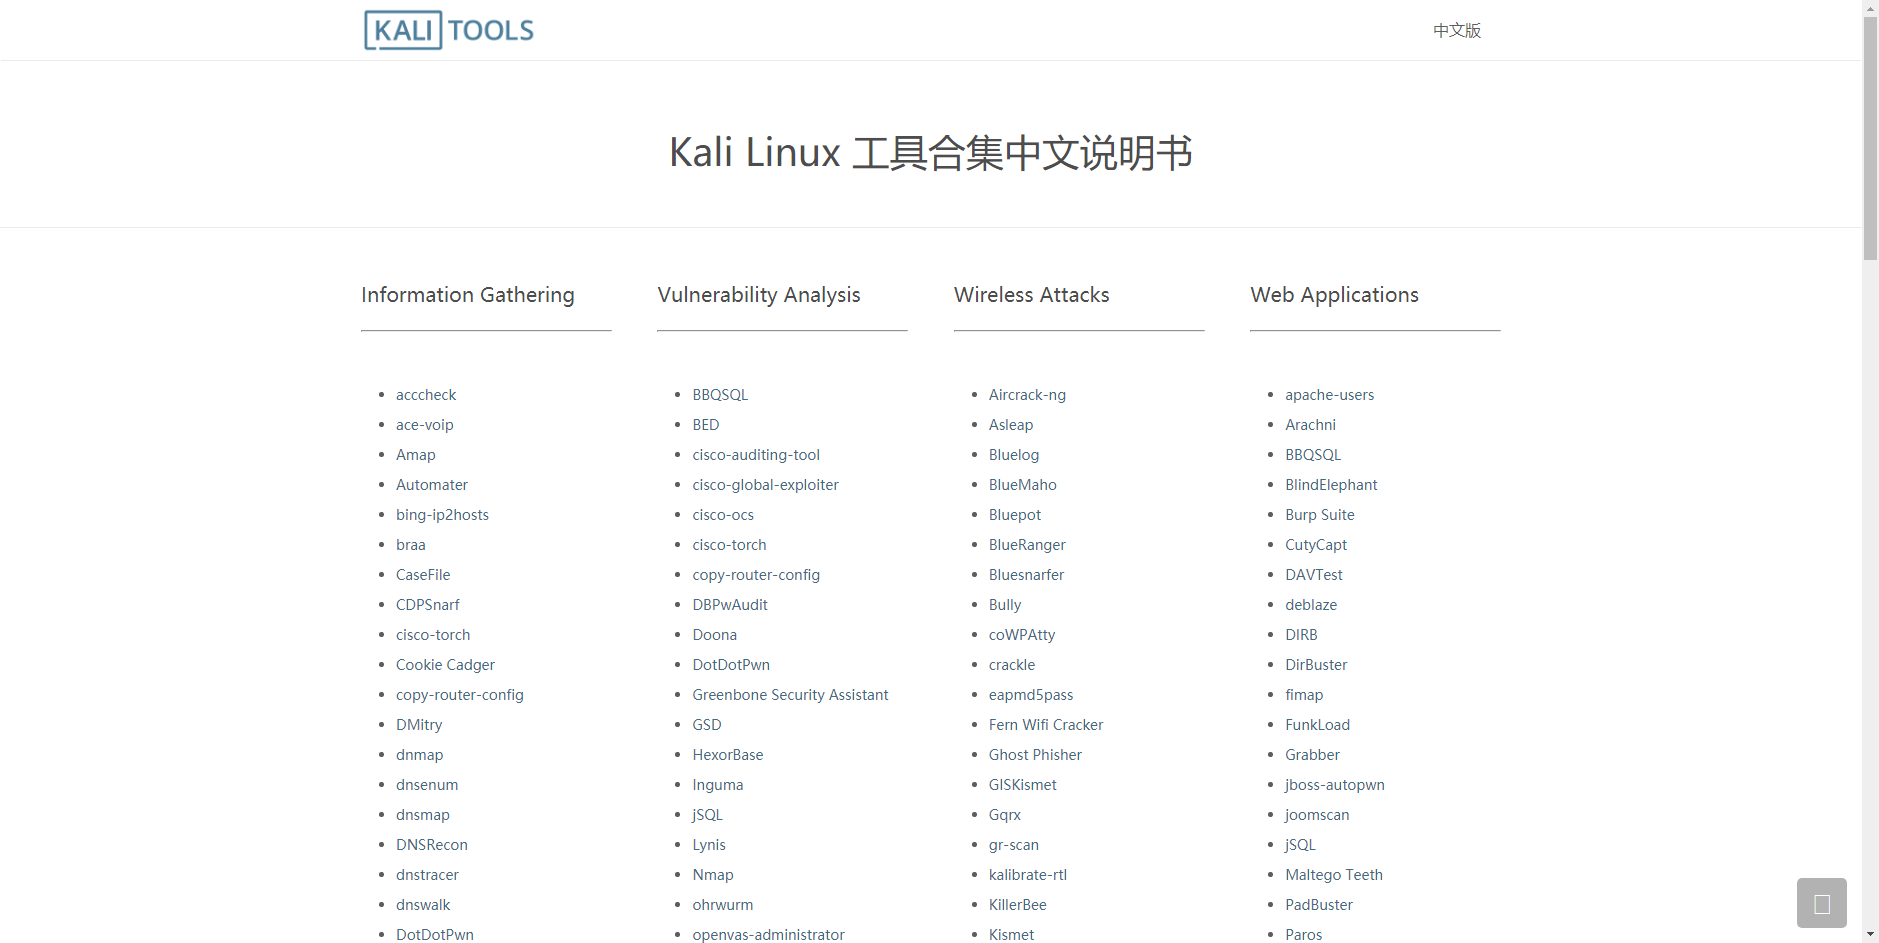 KALI TOOLS
中文版
Kali Linux 工具合集中文说明书
Information Gathering
acccheck
ace-voip
Amap
Automater
bing-ip2hosts
braa
CaseFile
CDPSnarf
cisco-torch
Cookie Cadger
copy-router-config
DMitry
dnmap
dnsenum
dnsmap
DNSRecon
dnstracer
dnswalk
DotDotPwn
Vulnerability Analysis
BBQSQL
BED
cisco-auditing-tool
cisco-global-exploiter
cisco-ocs
cisco-torch
copy-router-config
DBPwAudit
Doona
DotDotPwn
Greenbone Security Assistant
GSD
HexorBase
Inguma
jSQL
Lynis
Nmap
ohrwurm
openvas-administrator
Wireless Attacks
Aircrack-ng
Asleap
Bluelog
BlueMaho
Bluepot
BlueRanger
Bluesnarfer
Bully
coWPAtty
crackle
eapmd5pass
Fern Wifi Cracker
Ghost Phisher
GISKismet
Gqrx
gr-scan
kalibrate-rtl
KillerBee
Kismet
Web Applications
apache-users
Arachni
BBQSQL
BlindElephant
Burp Suite
CutyCapt
DAVTest
deblaze
DIRB
DirBuster
fimap
FunkLoad
Grabber
jboss-autopwn
joomscan
jSQL
Maltego Teeth
PadBuster
Paros